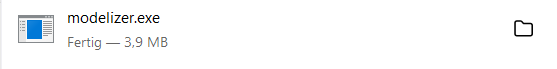 modelizer.exe
Fertig — 3,9 MB